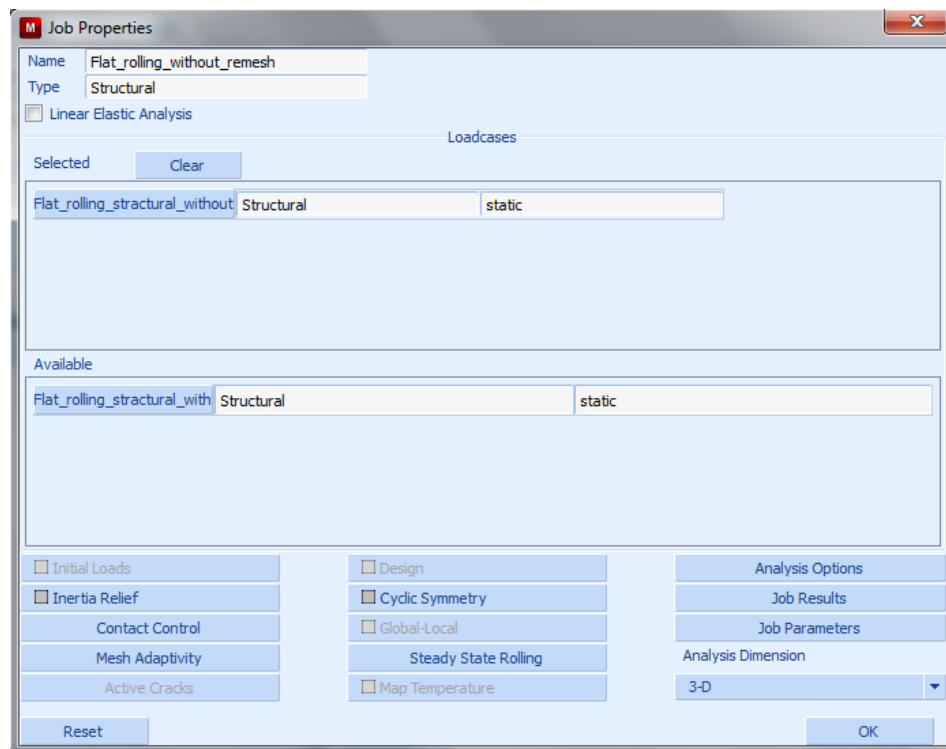 M Job Properties
Name Flat_rolling_without_remesh
Type Structural
Linear Elastic Analysis
Loadcases
Selected Clear
Flat_rolling_stractural_without Structural static
Available
Flat_rolling_stractural_with Structural static
Initial Loads Design Analysis Options
Inertia Relief Cyclic Symmetry Job Results
Contact Control Global-Local Job Parameters
Mesh Adaptivity Steady State Rolling Analysis Dimension
Active Cracks Map Temperature 3-D
Reset OK